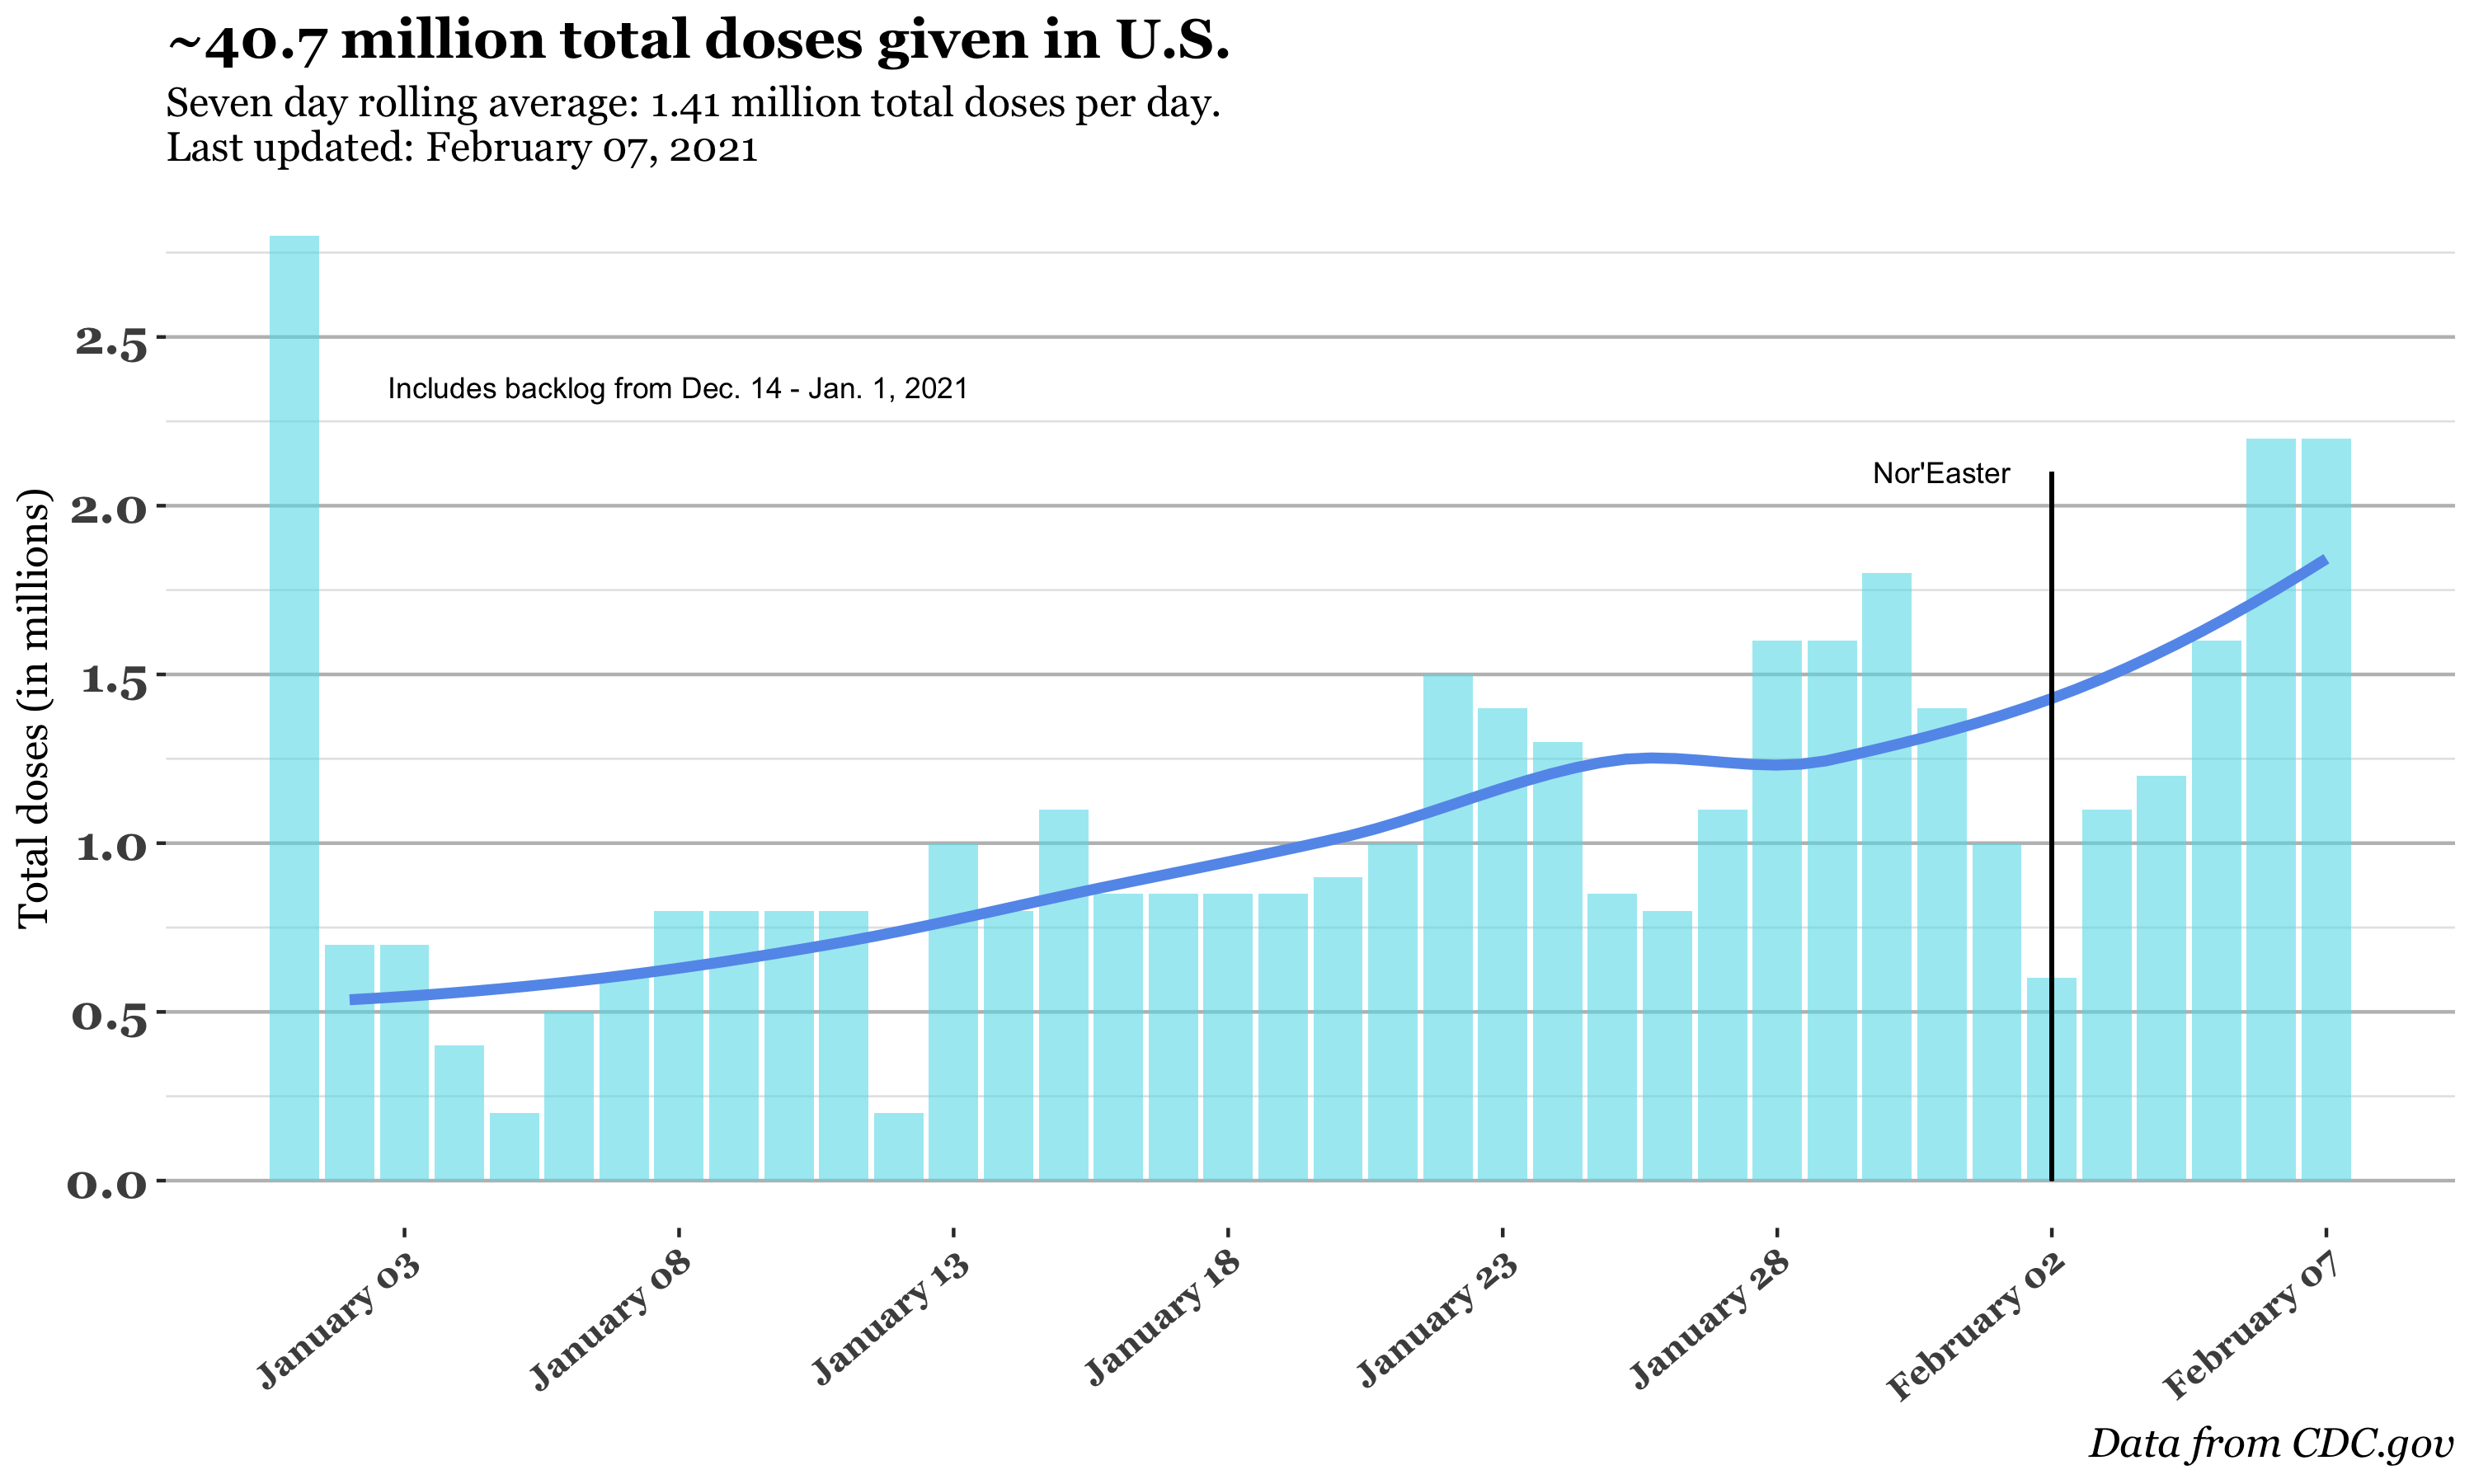 ~40.7 million total doses given in U.S.
Seven day rolling average: 1.41 million total doses per day.
Last updated: February 07, 2021
Total doses (in millions)
2.5
2.0
1.5
1.0
0.5
0.0
Includes backlog from Dec. 14 - Jan. 1, 2021
Nor'Easter
January 03
January 08
January 13
January 18
January 23
January 28
February 02
February 07
Data from CDC.gov